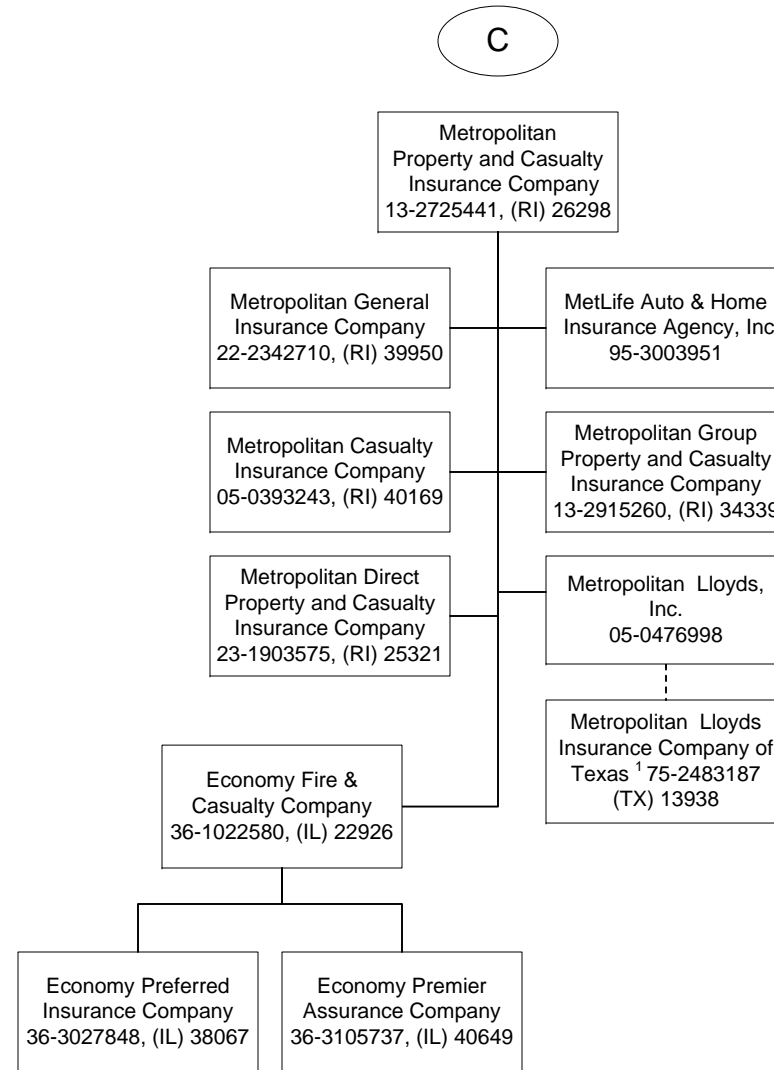 C
Metropolitan
Property and Casualty
Insurance Company
13-2725441, (RI) 26298
Metropolitan General
Insurance Company
22-2342710, (RI) 39950
MetLife Auto & Home
Insurance Agency, Inc
95-3003951
Metropolitan Casualty
Insurance Company
05-0393243, (RI) 40169
Metropolitan Group
Property and Casualty
Insurance Company
13-2915260, (RI) 34339
Metropolitan Direct
Property and Casualty
Insurance Company
23-1903575, (RI) 25321
Metropolitan Lloyds,
Inc.
05-0476998
Metropolitan Lloyds
Insurance Company of
Texas ¹ 75-2483187
(TX) 13938
Economy Fire &
Casualty Company
36-1022580, (IL) 22926
Economy Preferred
Insurance Company
36-3027848, (IL) 38067
Economy Premier
Assurance Company
36-3105737, (IL) 40649